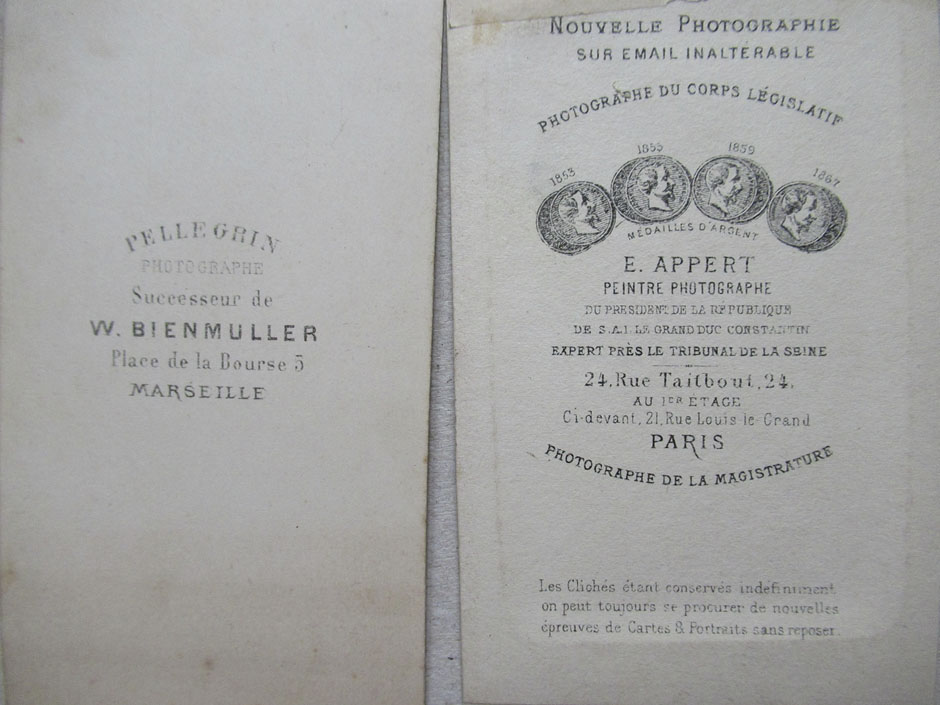 PELLEGRIN
PHOTOGRAPHE
Successeur de
W. BIENMULLER
Place de la Bourse 5
MARSEILLE
NOUVELLE PHOTOGRAPHIE
SUR EMAIL INALTÉRABLE
PHOTOGRAPHE DU CORPS LÉGISLATIF
1853 1855 1859 1867
MÉDAILLES D'ARGENT
E. APPERT
PEINTRE PHOTOGRAPHE
DU PRESIDENT DE LA RÉPUBLIQUE
DE S.A.I. LE GRAND DUC CONSTANTIN
EXPERT PRÈS LE TRIBUNAL DE LA SEINE
24, Rue Taitbout, 24,
AU 1ER ÉTAGE
Ci-devant, 21, Rue Louis-le-Grand
PARIS
PHOTOGRAPHE DE LA MAGISTRATURE
Les Clichés étant conservés indéfiniment
on peut toujours se procurer de nouvelles
épreuves de Cartes & Portraits sans reposer.